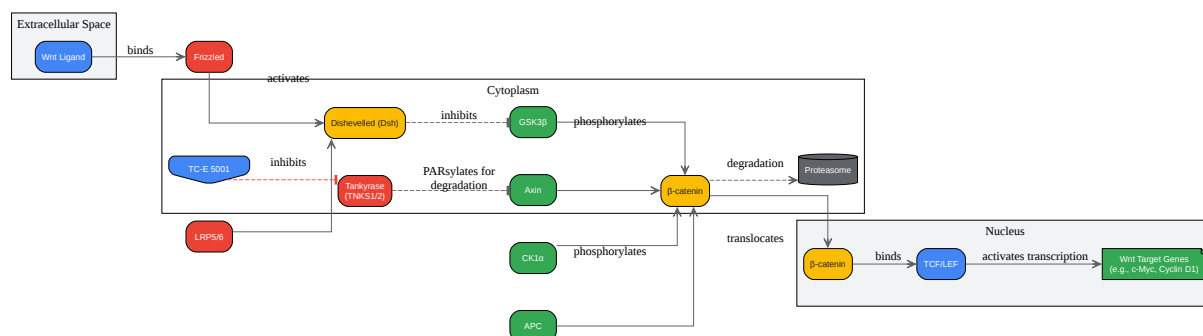 Extracellular Space
Wnt Ligand
binds
Frizzled
activates
Cytoplasm
Dishevelled (Dsh)
inhibits
GSK3β
phosphorylates
TC-E 5001
inhibits
Tankyrase
(TNKS1/2)
PARsylates for
degradation
Axin
β-catenin
degradation
Proteasome
LRP5/6
CK1α
phosphorylates
translocates
APC
Nucleus
β-catenin
binds
TCF/LEF
activates transcription
Wnt Target Genes
(e.g., c-Myc, Cyclin D1)